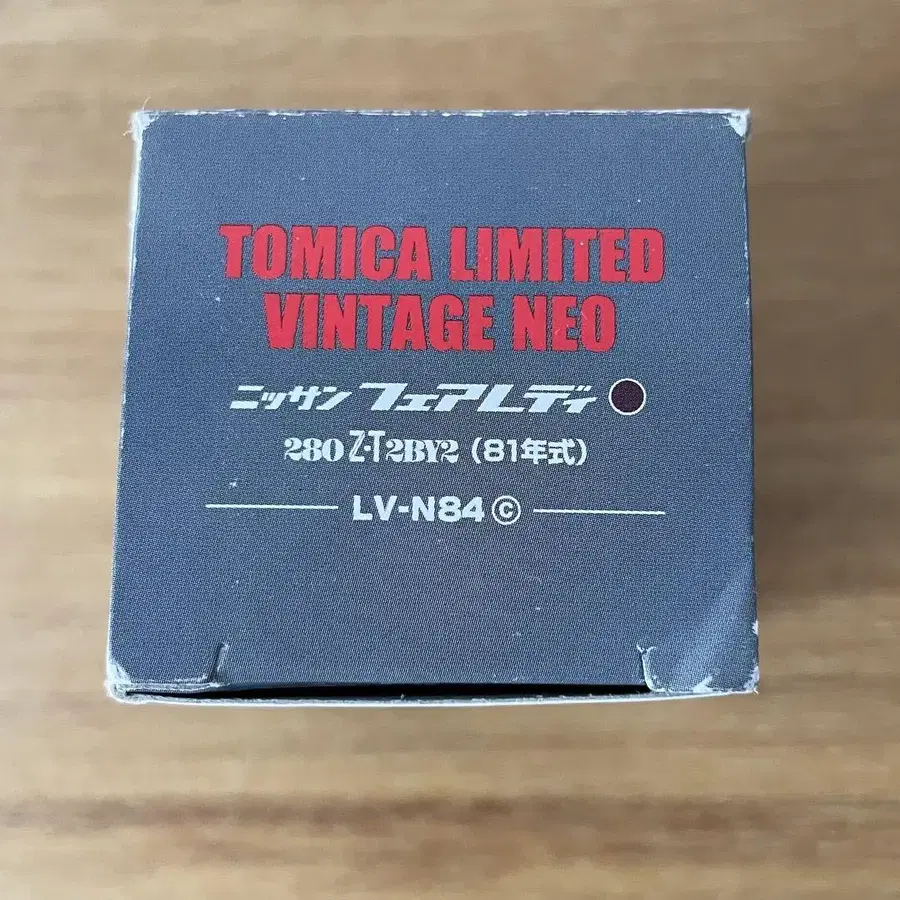 TOMICA LIMITED
VINTAGE NEO
ニッサン フェアレディ
280 Z・T 2BY2 (81年式)
LV-N84 ⓒ